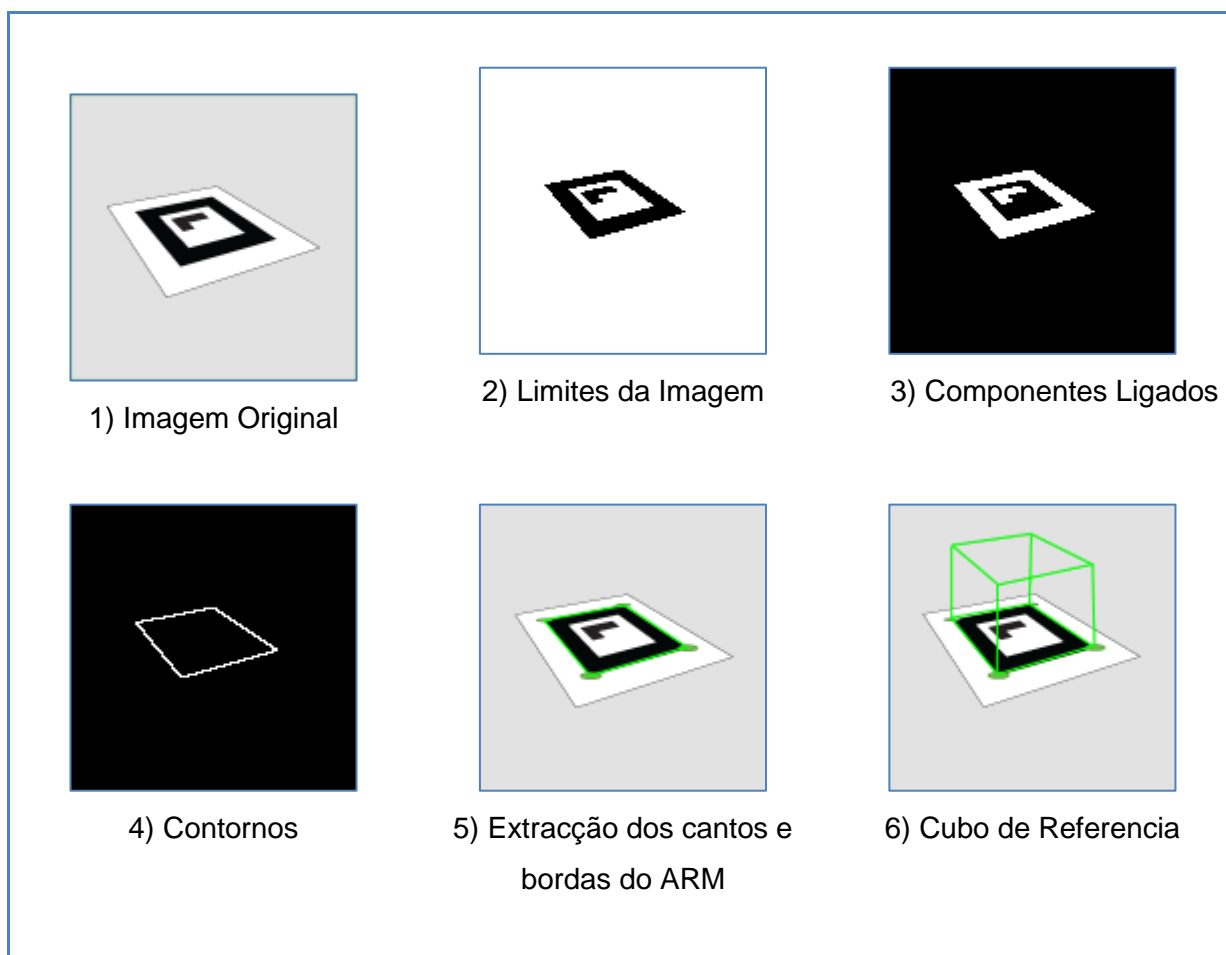 1) Imagem Original
2) Limites da Imagem
3) Componentes Ligados
4) Contornos
5) Extracção dos cantos e
bordas do ARM
6) Cubo de Referencia